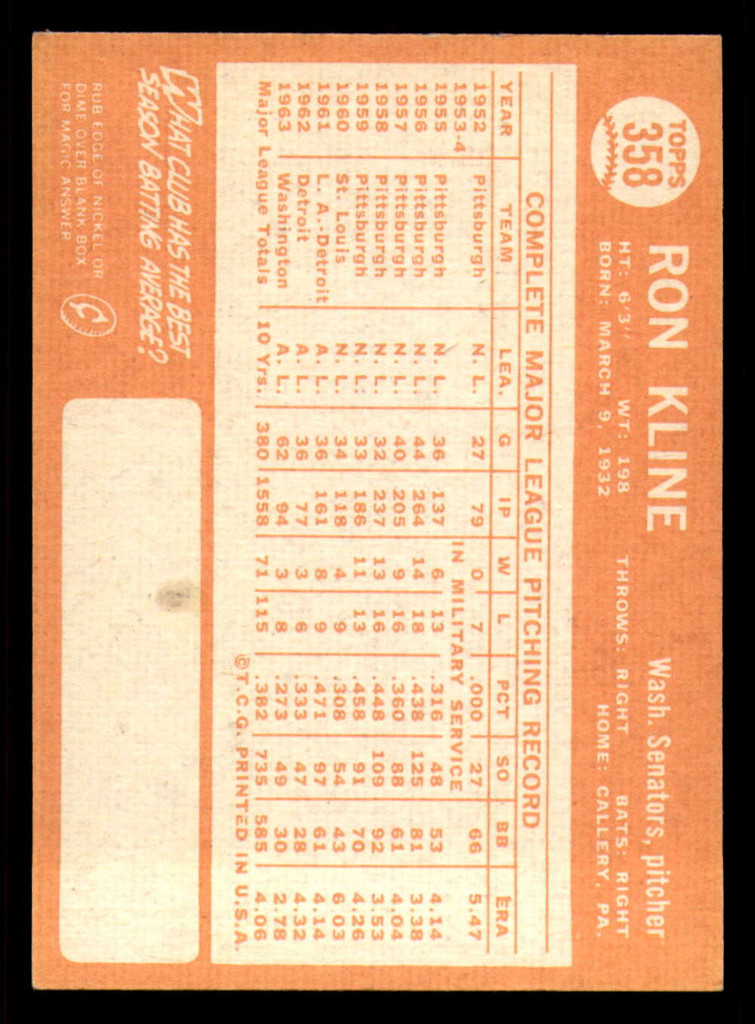 TOPPS
358
RON KLINE
Wash. Senators, pitcher
HT: 6'3" WT: 198 THROWS: RIGHT BATS: RIGHT
BORN: MARCH 9, 1932 HOME: CALLERY, PA.
COMPLETE MAJOR LEAGUE PITCHING RECORD
YEAR TEAM LEA. G IP W L PCT SO BB ERA
1952 Pittsburgh N. L. 27 79 0 7 .000 27 66 5.47
1953-4 IN MILITARY SERVICE
1955 Pittsburgh N. L. 36 137 6 13 .316 48 53 4.14
1956 Pittsburgh N. L. 44 264 14 18 .438 125 81 3.38
1957 Pittsburgh N. L. 40 205 9 16 .360 88 61 4.04
1958 Pittsburgh N. L. 32 237 13 16 .448 109 92 3.53
1959 Pittsburgh N. L. 33 186 11 13 .458 91 70 4.26
1960 St. Louis N. L. 34 118 4 9 .308 54 43 6.03
1961 L. A.-Detroit A. L. 36 161 8 9 .471 97 61 4.14
1962 Detroit A. L. 36 77 3 6 .333 47 28 4.32
1963 Washington A. L. 62 94 3 8 .273 49 30 2.78
Major League Totals 10 Yrs. 380 1558 71 115 .382 735 585 4.06
©T.C.G. PRINTED IN U.S.A.
WHAT CLUB HAS THE BEST
SEASON BATTING AVERAGE?
RUB EDGE OF NICKEL OR
DIME OVER BLANK BOX
FOR MAGIC ANSWER